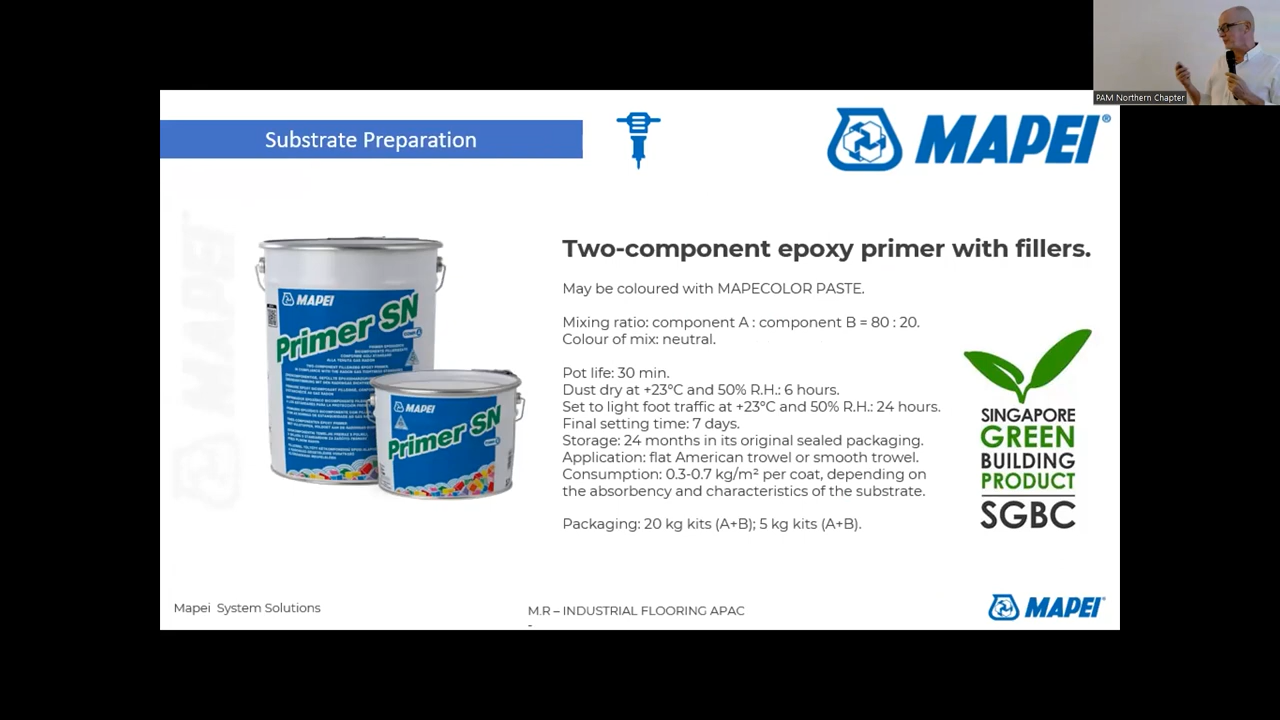 PAM Northern Chapter
Substrate Preparation
MAPEI®
Two-component epoxy primer with fillers.
May be coloured with MAPECOLOR PASTE.
Mixing ratio: component A : component B = 80 : 20.
Colour of mix: neutral.
Pot life: 30 min.
Dust dry at +23°C and 50% R.H.: 6 hours.
Set to light foot traffic at +23°C and 50% R.H.: 24 hours.
Final setting time: 7 days.
Storage: 24 months in its original sealed packaging.
Application: flat American trowel or smooth trowel.
Consumption: 0.3-0.7 kg/m² per coat, depending on
the absorbency and characteristics of the substrate.
Packaging: 20 kg kits (A+B); 5 kg kits (A+B).
MAPEI
MAPEI
Primer SN
MAPEI
Primer SN
SINGAPORE
GREEN
BUILDING
PRODUCT
SGBC
Mapei System Solutions
M.R – INDUSTRIAL FLOORING APAC
-
MAPEI